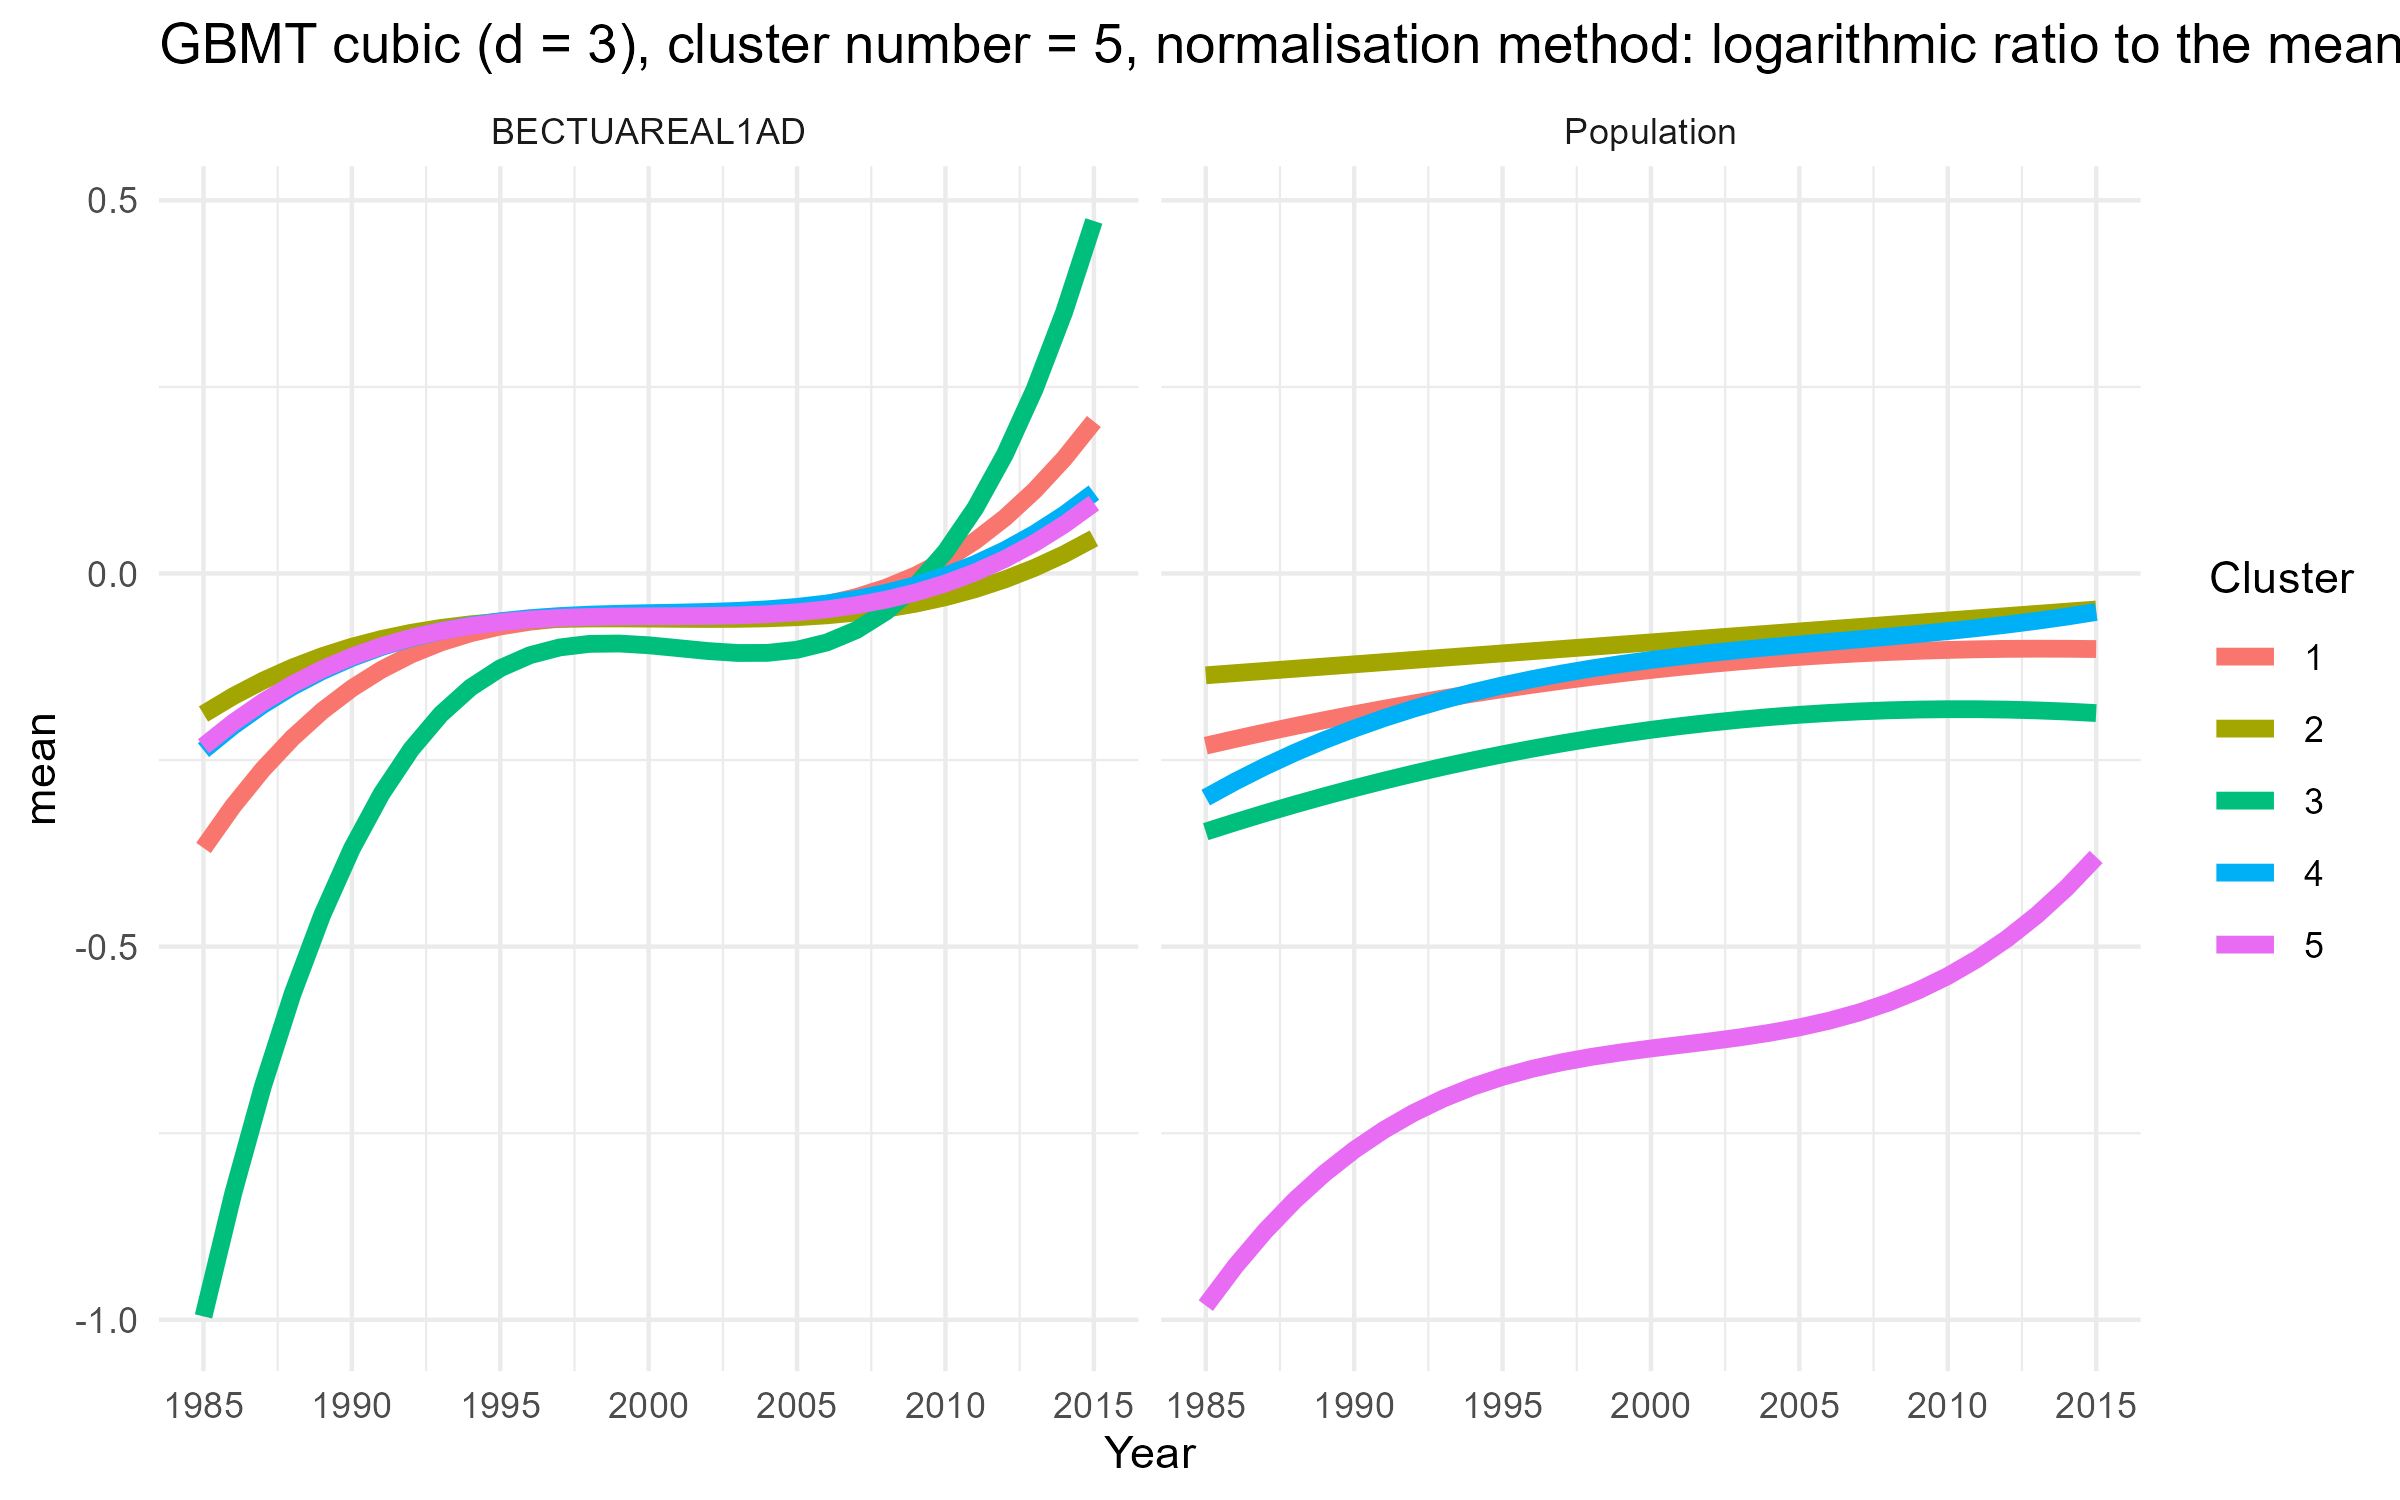 GBMT cubic (d = 3), cluster number = 5, normalisation method: logarithmic ratio to the mean
BECTUAREAL1AD
Population
0.5
0.0
-0.5
-1.0
mean
1985 1990 1995 2000 2005 2010 2015
1985 1990 1995 2000 2005 2010 2015
Year
Cluster
1
2
3
4
5